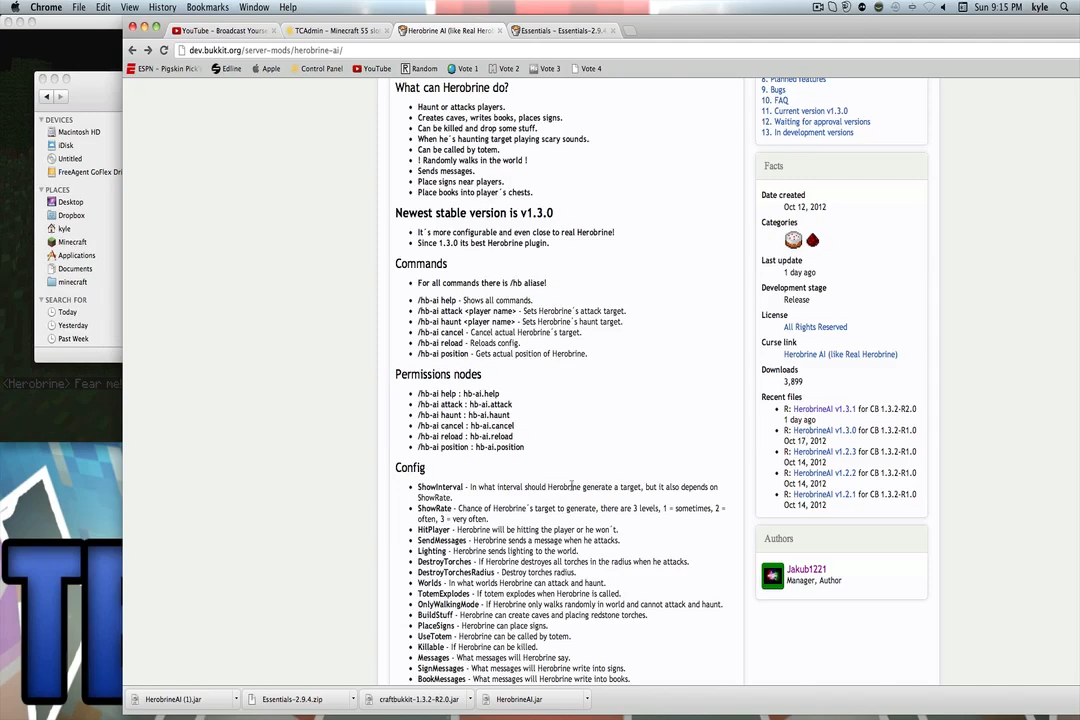 Chrome File Edit View History Bookmarks Window Help Sun 9:15 PM kyle
YouTube - Broadcast Yourse TCAdmin - Minecraft 55 slot Herobrine AI (like Real Herob Essentials - Essentials-2.9.4
dev.bukkit.org/server-mods/herobrine-ai/
ESPN - Pigskin Pick Edline Apple Control Panel YouTube Random Vote 1 Vote 2 Vote 3 Vote 4
DEVICES
Macintosh HD
iDisk
Untitled
FreeAgent GoFlex Dri
PLACES
Desktop
Dropbox
kyle
Minecraft
Applications
Documents
minecraft
SEARCH FOR
Today
Yesterday
Past Week
<Herobrine> Fear me!
What can Herobrine do?
Haunt or attacks players.
Creates caves, writes books, places signs.
Can be killed and drop some stuff.
When he´s haunting target playing scary sounds.
Can be called by totem.
! Randomly walks in the world !
Sends messages.
Place signs near players.
Place books into player´s chests.
Newest stable version is v1.3.0
It´s more configurable and even close to real Herobrine!
Since 1.3.0 its best Herobrine plugin.
Commands
For all commands there is /hb aliase!
/hb-ai help - Shows all commands.
/hb-ai attack <player name> - Sets Herobrine´s attack target.
/hb-ai haunt <player name> - Sets Herobrine´s haunt target.
/hb-ai cancel - Cancel actual Herobrine´s target.
/hb-ai reload - Reloads config.
/hb-ai position - Gets actual position of Herobrine.
Permissions nodes
/hb-ai help : hb-ai.help
/hb-ai attack : hb-ai.attack
/hb-ai haunt : hb-ai.haunt
/hb-ai cancel : hb-ai.cancel
/hb-ai reload : hb-ai.reload
/hb-ai position : hb-ai.position
Config
ShowInterval - In what interval should Herobrine generate a target, but it also depends on
ShowRate.
ShowRate - Chance of Herobrine´s target to generate, there are 3 levels, 1 = sometimes, 2 =
often, 3 = very often.
HitPlayer - Herobrine will be hitting the player or he won´t.
SendMessages - Herobrine sends a message when he attacks.
Lighting - Herobrine sends lighting to the world.
DestroyTorches - If Herobrine destroyes all torches in the radius when he attacks.
DestroyTorchesRadius - Destroy torches radius.
Worlds - In what worlds Herobrine can attack and haunt.
TotemExplodes - If totem explodes when Herobrine is called.
OnlyWalkingMode - If Herobrine only walks randomly in world and cannot attack and haunt.
BuildStuff - Herobrine can create caves and placing redstone torches.
PlaceSigns - Herobrine can place signs.
UseTotem - Herobrine can be called by totem.
Killable - If Herobrine can be killed.
Messages - What messages will Herobrine say.
SignMessages - What messages will Herobrine write into signs.
BookMessages - What messages will Herobrine write into books.
8. Planned features
9. Bugs
10. FAQ
11. Current version v1.3.0
12. Waiting for approval versions
13. In development versions
Facts
Date created
Oct 12, 2012
Categories
Last update
1 day ago
Development stage
Release
License
All Rights Reserved
Curse link
Herobrine AI (like Real Herobrine)
Downloads
3,899
Recent files
R: HerobrineAI v1.3.1 for CB 1.3.2-R2.0
1 day ago
R: HerobrineAI v1.3.0 for CB 1.3.2-R2.0
Oct 17, 2012
R: HerobrineAI v1.2.3 for CB 1.3.2-R2.0
Oct 14, 2012
R: HerobrineAI v1.2.2 for CB 1.3.2-R1.0
Oct 14, 2012
R: HerobrineAI v1.2.1 for CB 1.3.2-R1.0
Oct 14, 2012
Authors
Jakub1221
Manager, Author
HerobrineAI (1).jar Essentials-2.9.4.zip craftbukkit-1.3.2-R2.0.jar HerobrineAI.jar